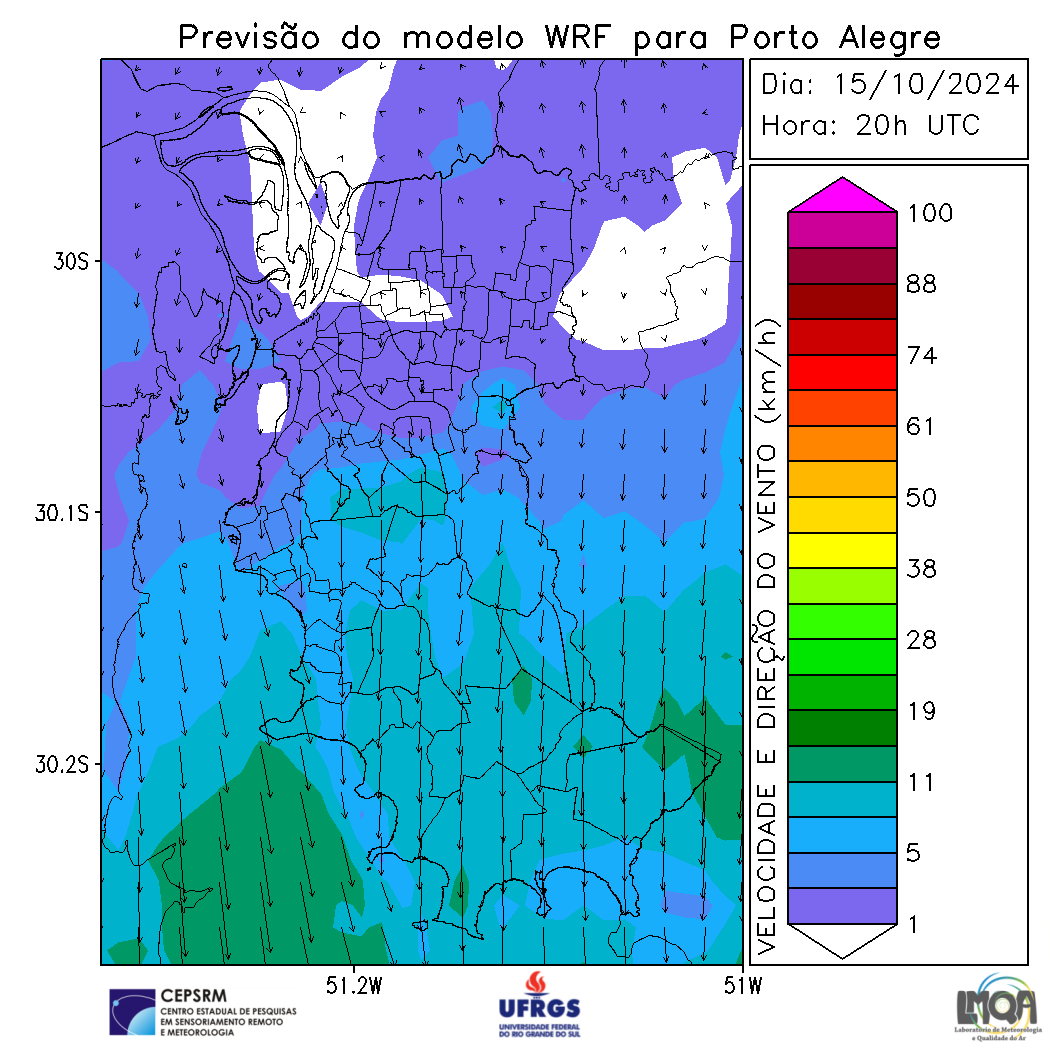 Previsão do modelo WRF para Porto Alegre
Dia: 15/10/2024
Hora: 20h UTC
30S
30.1S
30.2S
51.2W
51W
VELOCIDADE E DIREÇÃO DO VENTO (km/h)
100
88
74
61
50
38
28
19
11
5
1
CEPSRM
CENTRO ESTADUAL DE PESQUISAS
EM SENSORIAMENTO REMOTO
E METEOROLOGIA
UFRGS
UNIVERSIDADE FEDERAL
DO RIO GRANDE DO SUL
LMQA
Laboratório de Meteorologia
e Qualidade do Ar